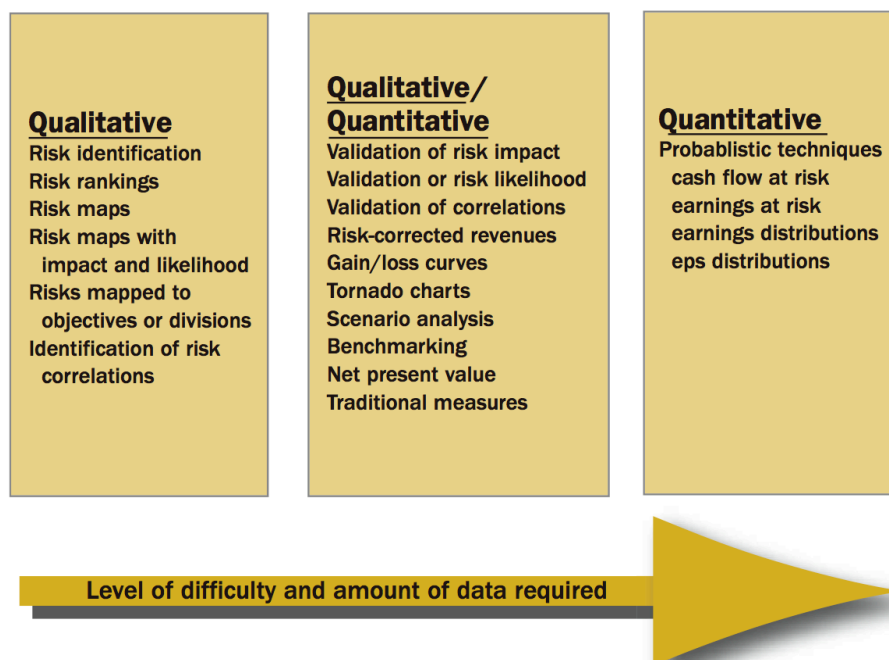 Qualitative
Risk identification
Risk rankings
Risk maps
Risk maps with
impact and likelihood
Risks mapped to
objectives or divisions
Identification of risk
correlations
Qualitative/
Quantitative
Validation of risk impact
Validation or risk likelihood
Validation of correlations
Risk-corrected revenues
Gain/loss curves
Tornado charts
Scenario analysis
Benchmarking
Net present value
Traditional measures
Quantitative
Probablistic techniques
cash flow at risk
earnings at risk
earnings distributions
eps distributions
Level of difficulty and amount of data required